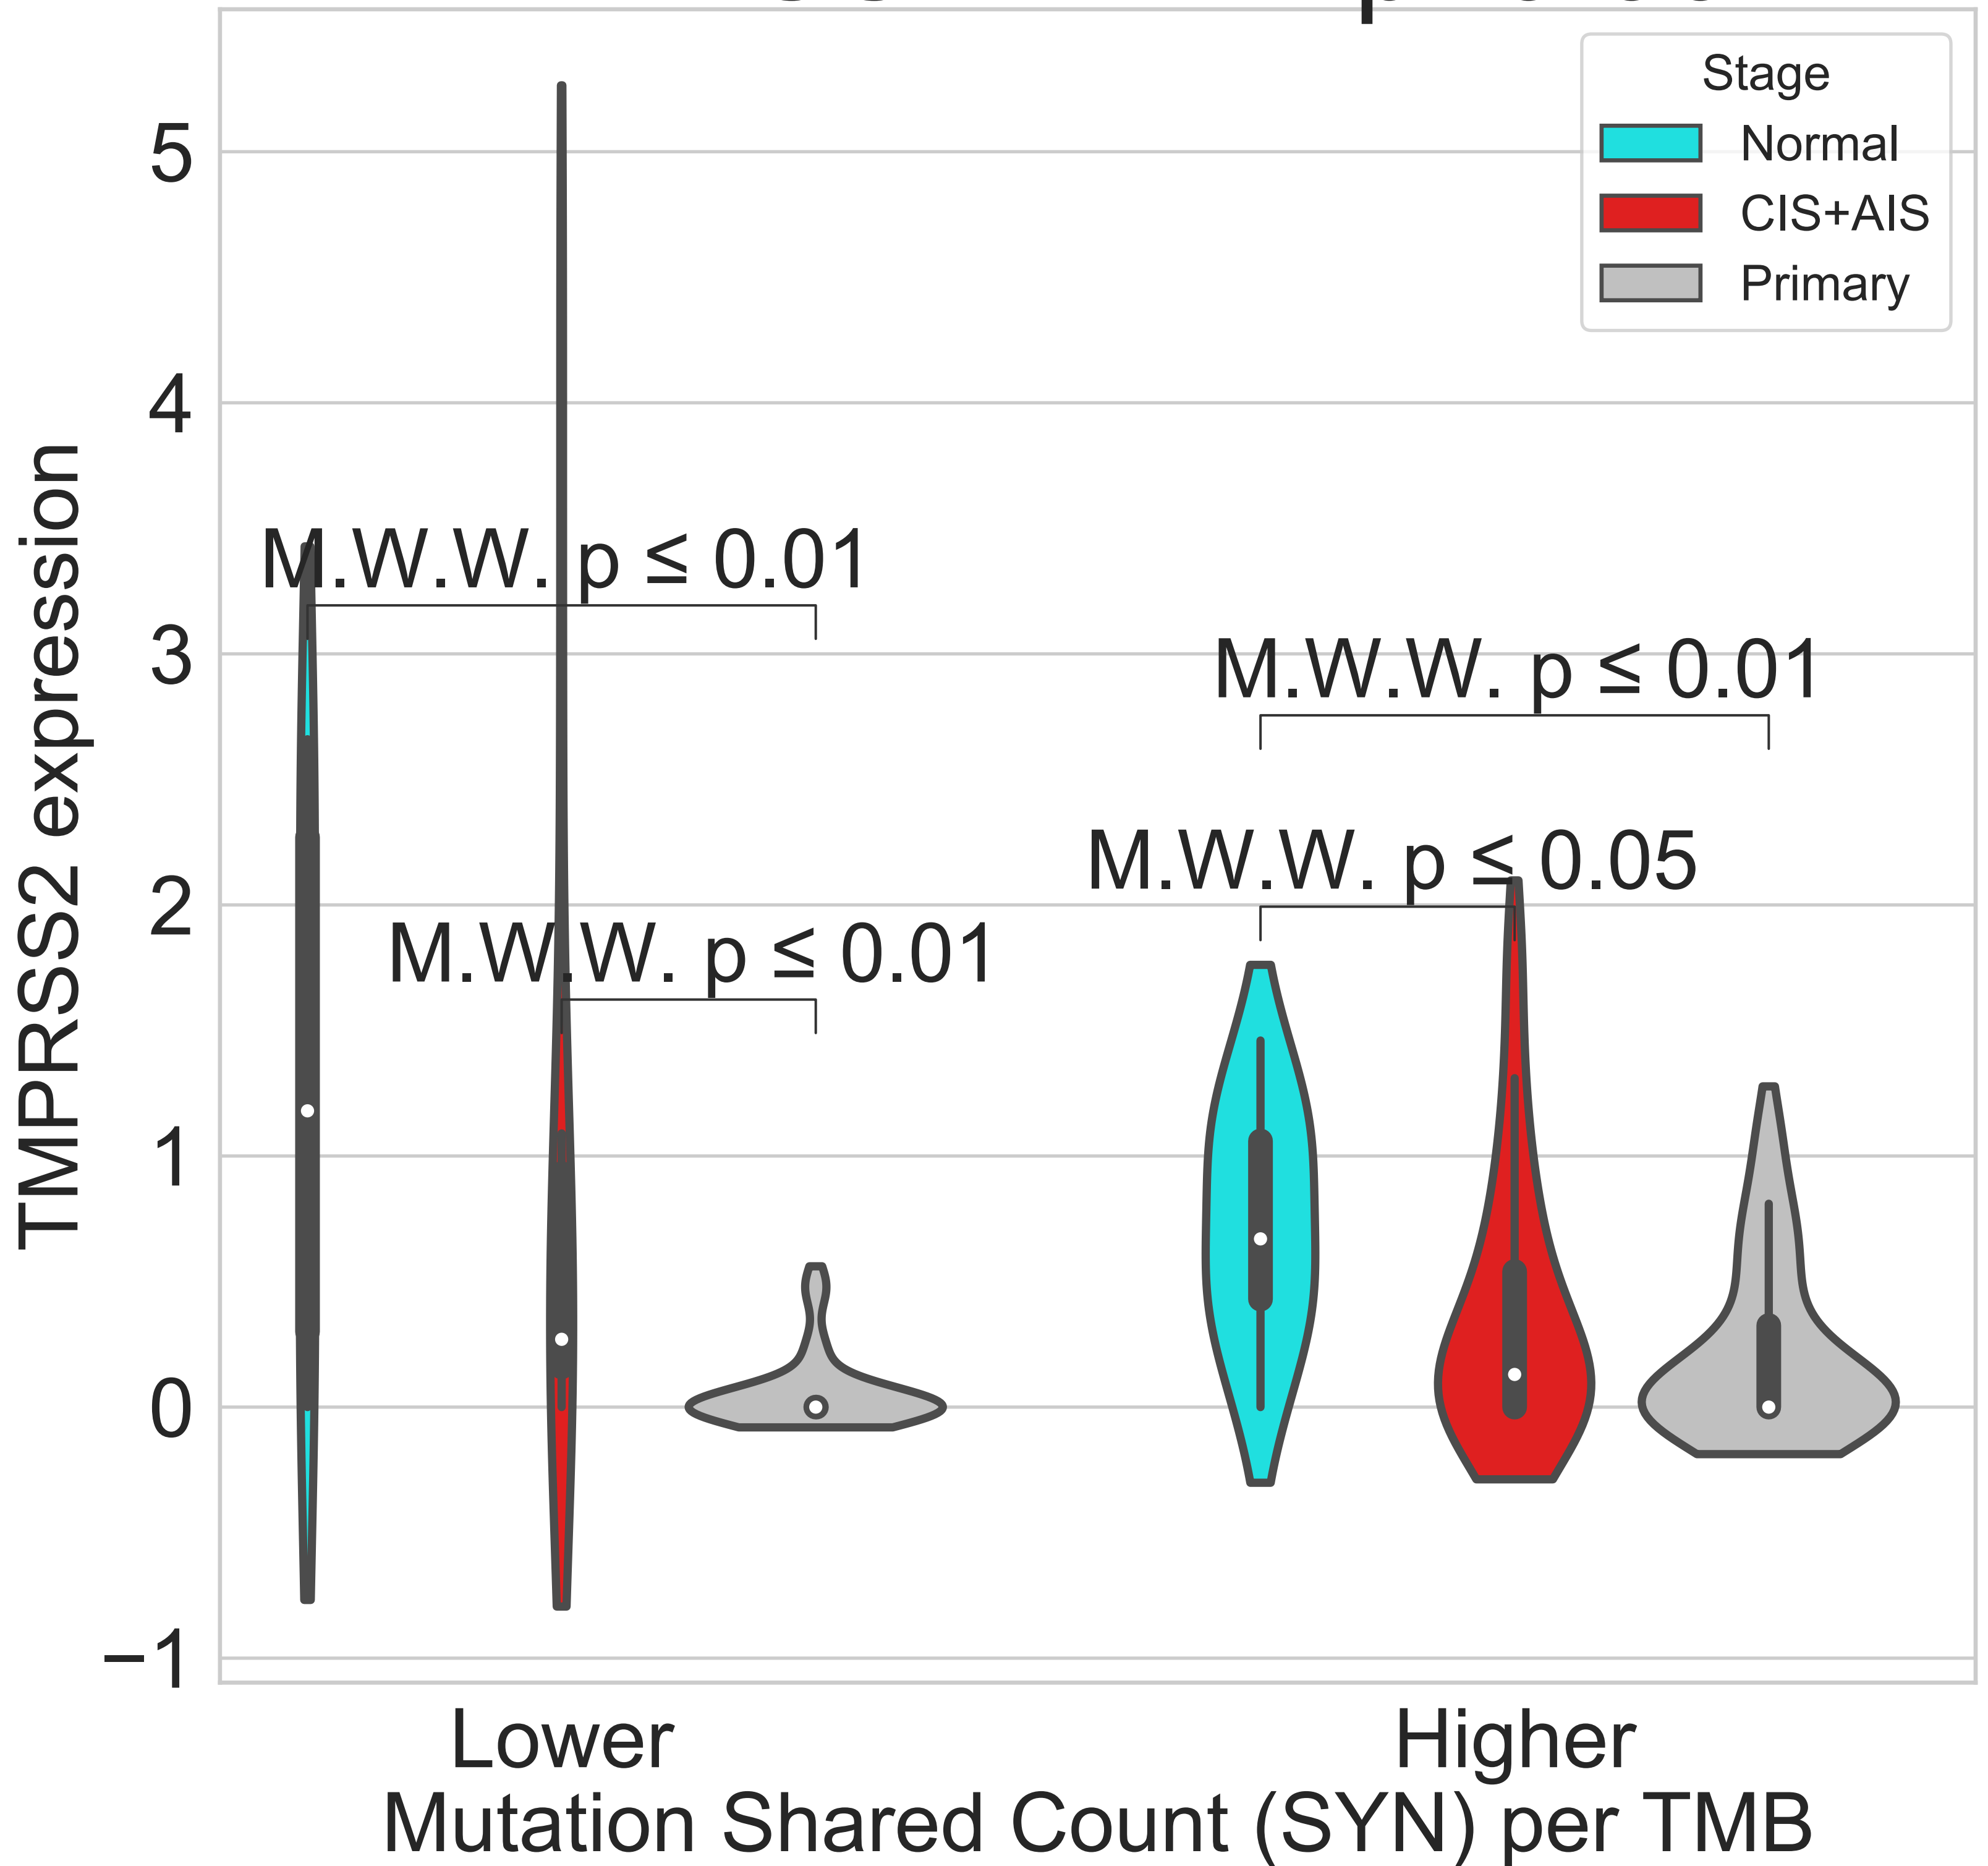 Stage
Normal
CIS+AIS
Primary
5
4
3
2
1
0
−1
TMPRSS2 expression
M.W.W. p ≤ 0.01
M.W.W. p ≤ 0.01
M.W.W. p ≤ 0.05
M.W.W. p ≤ 0.01
Lower
Higher
Mutation Shared Count (SYN) per TMB